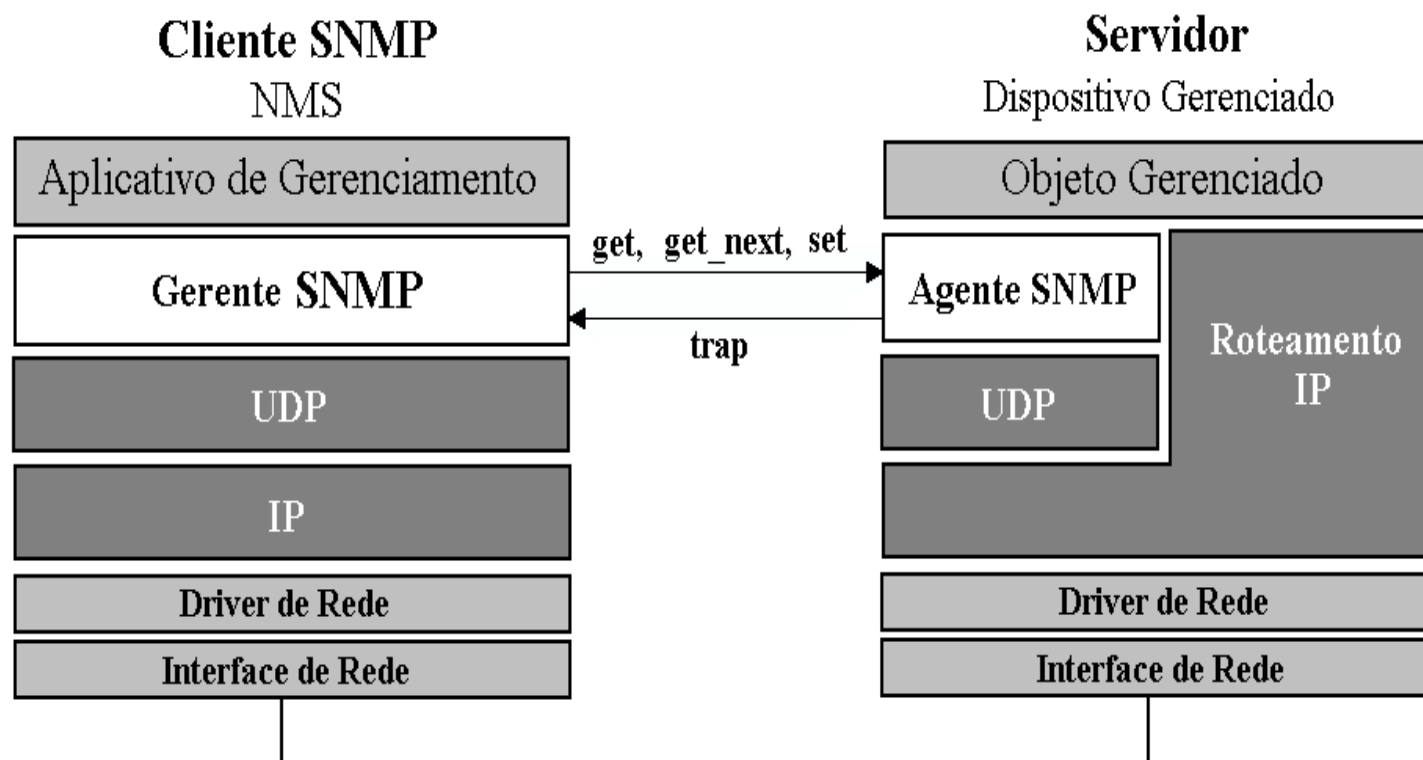 Cliente SNMP
NMS
Aplicativo de Gerenciamento
Gerente SNMP
UDP
IP
Driver de Rede
Interface de Rede
get, get_next, set
trap
Servidor
Dispositivo Gerenciado
Objeto Gerenciado
Agente SNMP
UDP
Roteamento
IP
Driver de Rede
Interface de Rede